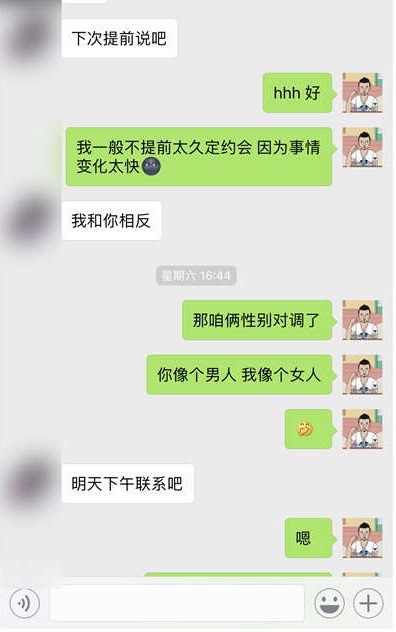 下次提前说吧
hhh 好
我一般不提前太久定约会 因为事情
变化太快🌚
我和你相反
星期六 16:44
那咱俩性别对调了
你像个男人 我像个女人
🤣
明天下午联系吧
嗯